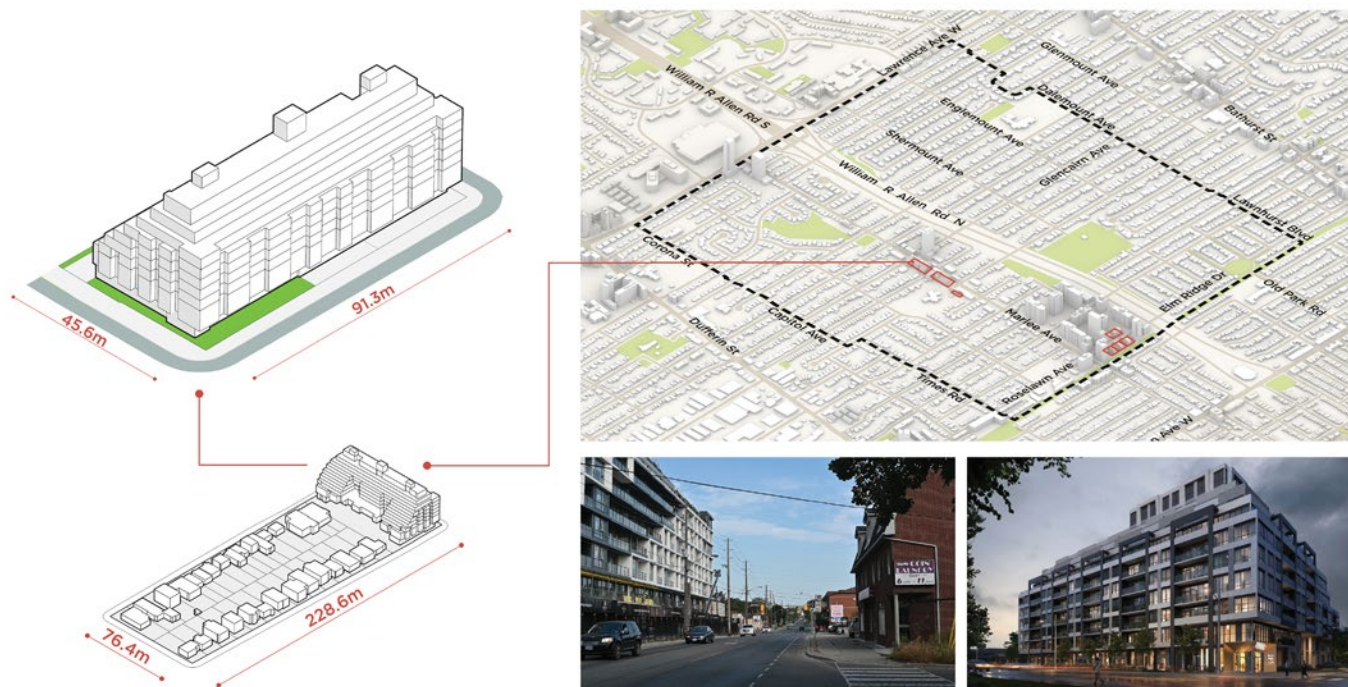 45.6m
91.3m
76.4m
228.6m
Lawrence Ave W
Glenmount Ave
William R Allen Rd S
Dalemount Ave
Bathurst St
Englemount Ave
Shermount Ave
Glencairn Ave
William R. Allen Rd N
Lawnhurst Blvd
Corona St
Elm Ridge Dr
Old Park Rd
Marlee Ave
Capitol Ave
Dufferin St
Roselawn Ave
Times Rd
Ave W
COIN
LAUNDRY